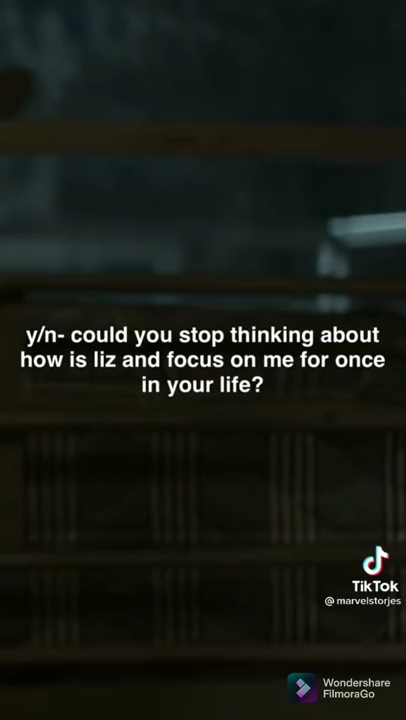 y/n- could you stop thinking about
how is liz and focus on me for once
in your life?
TikTok
@ marvelstorjes
Wondershare
FilmoraGo